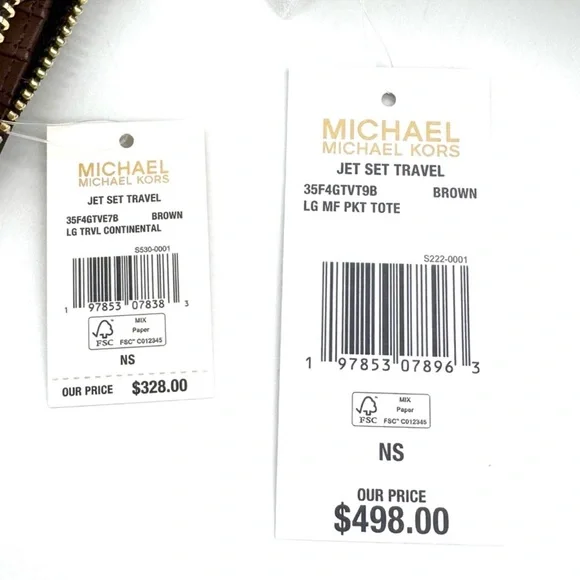 MICHAEL
MICHAEL KORS
JET SET TRAVEL
35F4GTVE7B BROWN
LG TRVL CONTINENTAL
S530-0001
1 97853 07838 3
MIX
Paper
FSC
FSC™ C012345
NS
OUR PRICE $328.00
MICHAEL
MICHAEL KORS
JET SET TRAVEL
35F4GTVT9B BROWN
LG MF PKT TOTE
S222-0001
1 97853 07896 3
MIX
Paper
FSC
FSC™ C012345
NS
OUR PRICE
$498.00